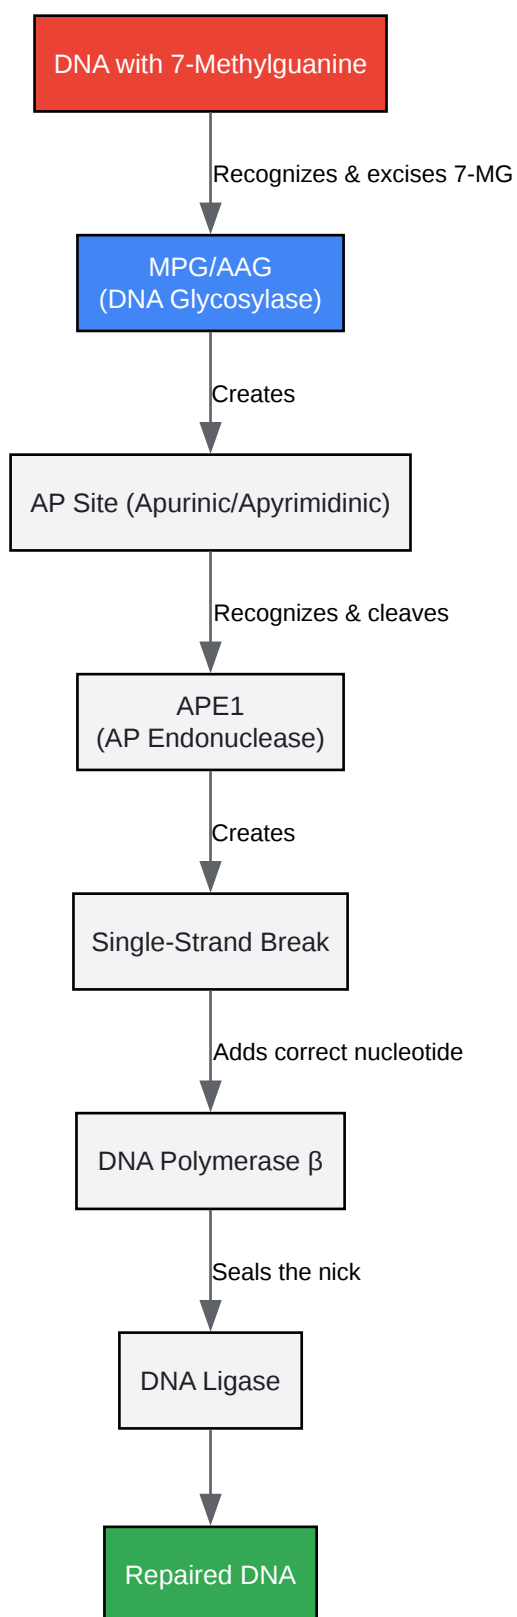 DNA with 7-Methylguanine
Recognizes & excises 7-MG
MPG/AAG
(DNA Glycosylase)
Creates
AP Site (Apurinic/Apyrimidinic)
Recognizes & cleaves
APE1
(AP Endonuclease)
Creates
Single-Strand Break
Adds correct nucleotide
DNA Polymerase β
Seals the nick
DNA Ligase
Repaired DNA